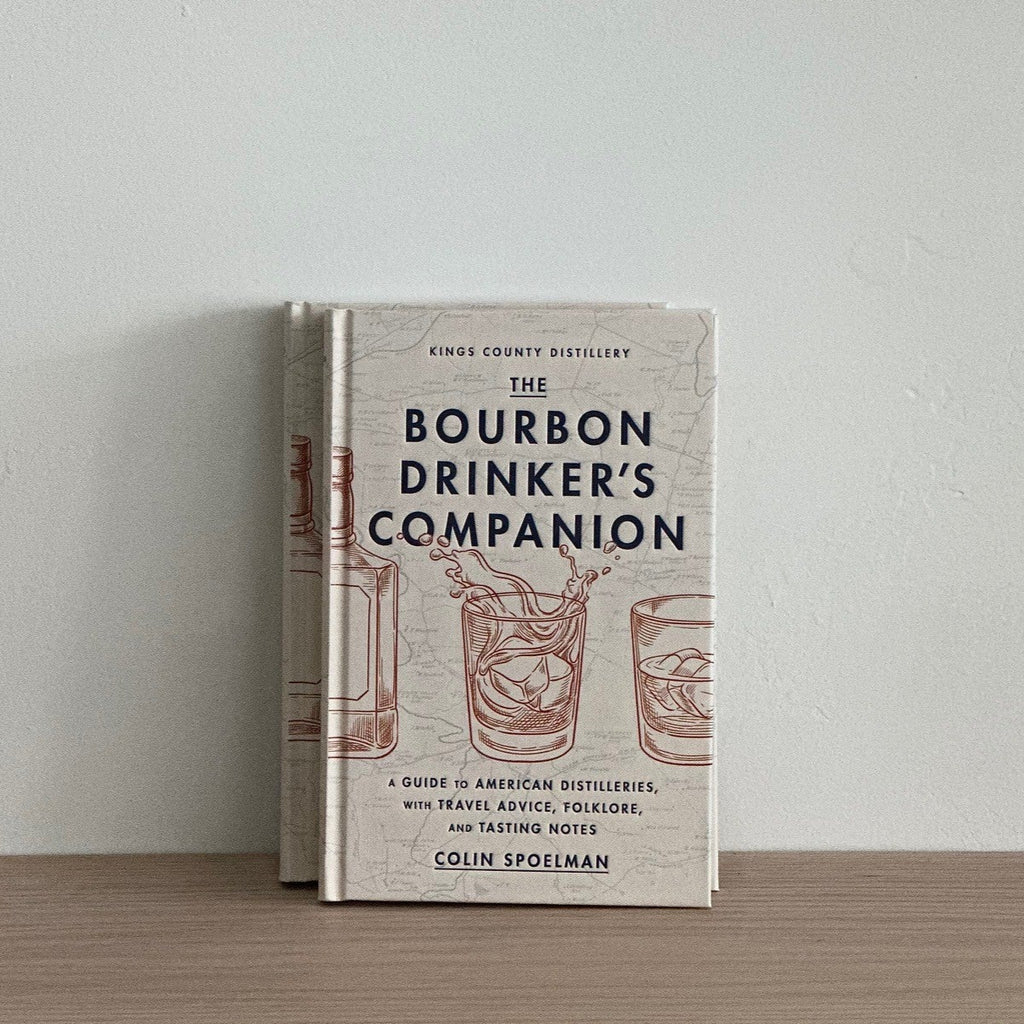 KINGS COUNTY DISTILLERY
THE
BOURBON
DRINKER'S
COMPANION
A GUIDE TO AMERICAN DISTILLERIES,
WITH TRAVEL ADVICE, FOLKLORE,
AND TASTING NOTES
COLIN SPOELMAN